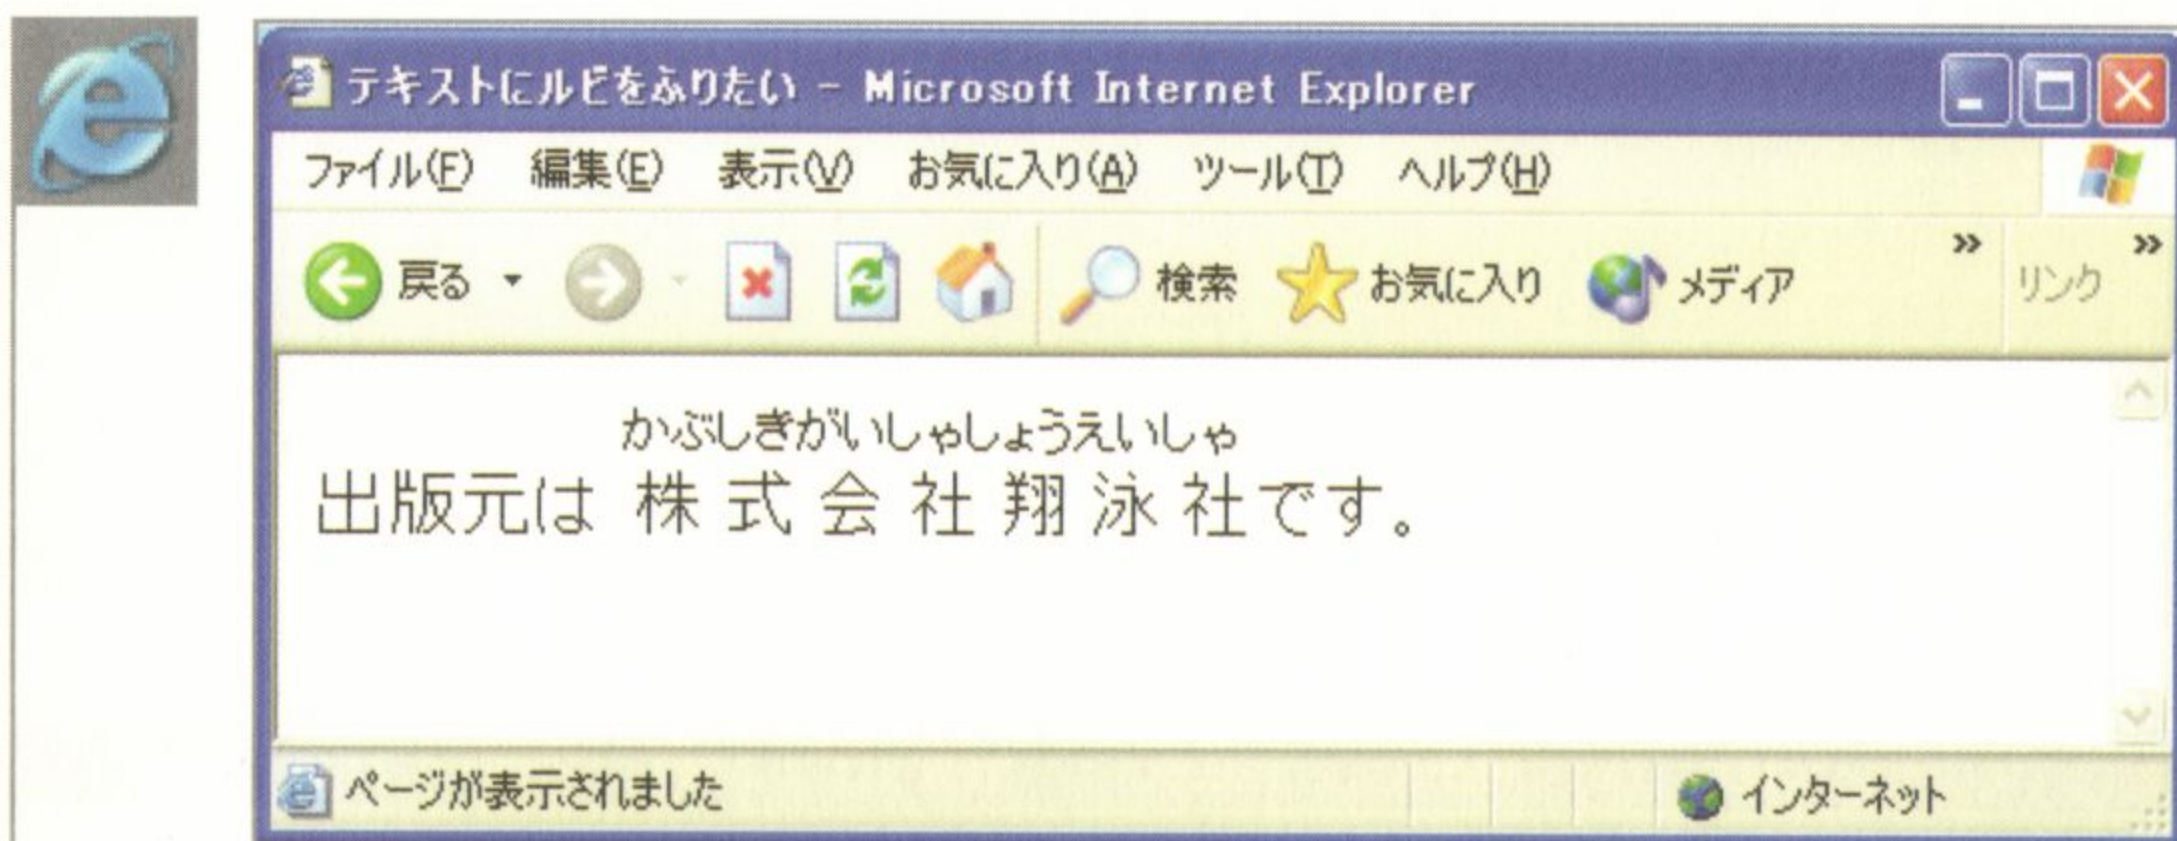 テキストにルビをふりたい - Microsoft Internet Explorer
ファイル(F) 編集(E) 表示(V) お気に入り(A) ツール(T) ヘルプ(H)
戻る 検索 お気に入り メディア » リンク »
かぶしきがいしゃしょうえいしゃ
出版元は 株式会社翔泳社です。
ページが表示されました インターネット